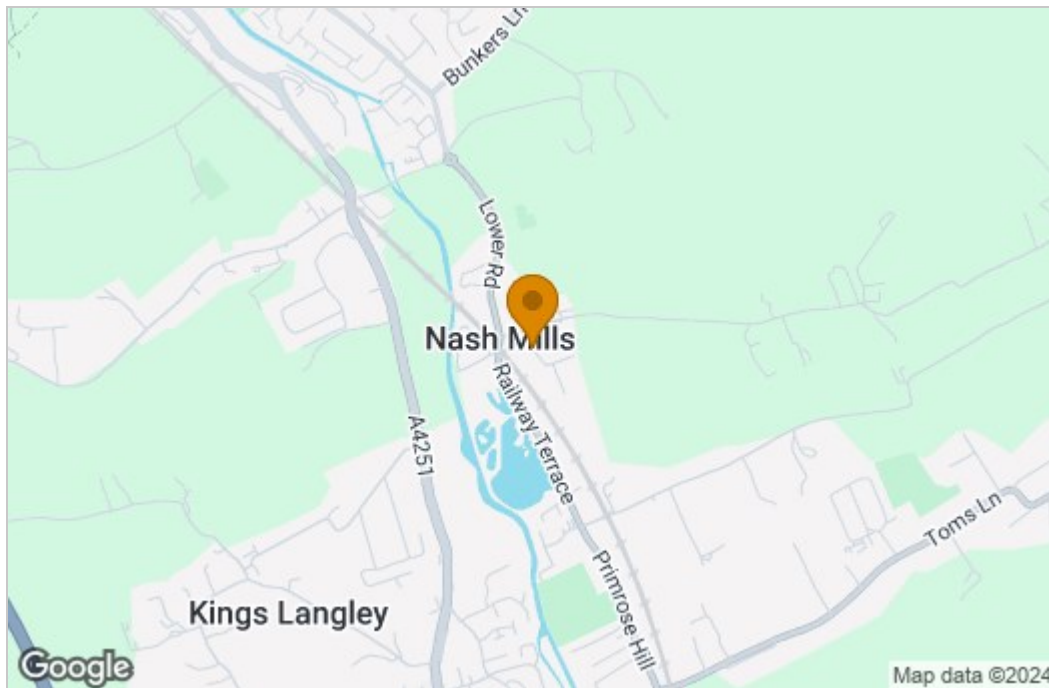 Bunkers Ln
Lower Rd
Nash Mills
Railway Terrace
A4251
Toms Ln
Primrose Hill
Kings Langley
Google
Map data ©2024